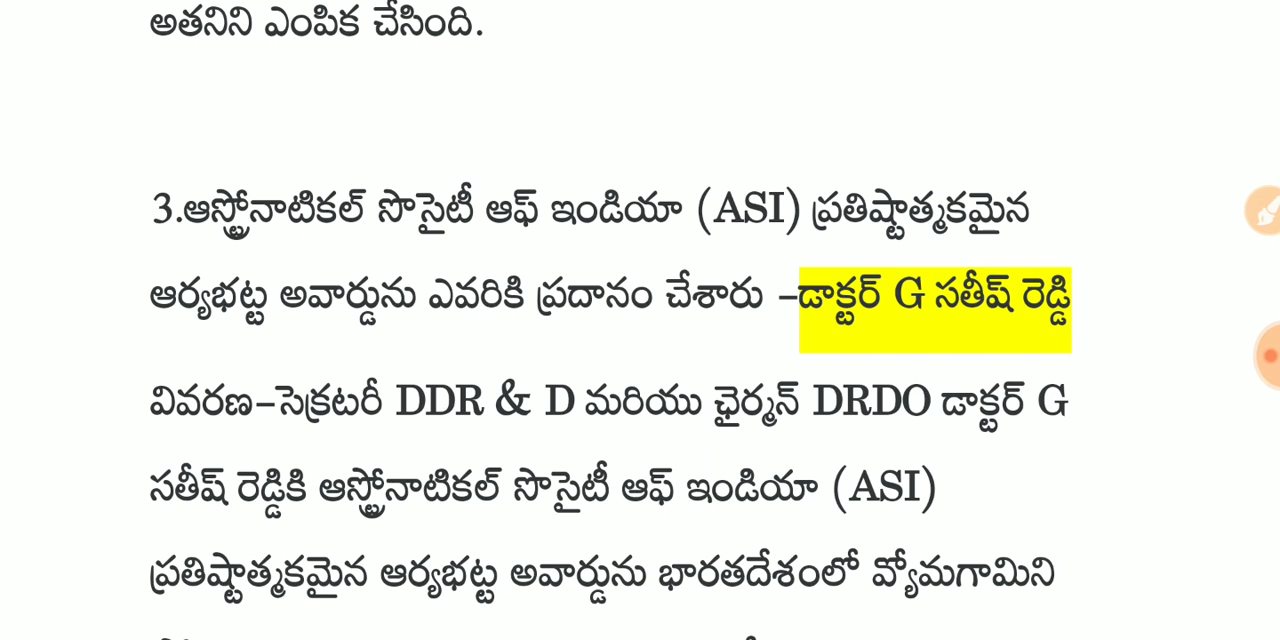 అతనిని ఎంపిక చేసింది.
3.ఆస్ట్రోనాటికల్ సొసైటీ ఆఫ్ ఇండియా (ASI) ప్రతిష్టాత్మకమైన
ఆర్యభట్ట అవార్డును ఎవరికి ప్రదానం చేశారు –డాక్టర్ G సతీష్ రెడ్డి
వివరణ–సెక్రటరీ DDR & D మరియు ఛైర్మన్ DRDO డాక్టర్ G
సతీష్ రెడ్డికి ఆస్ట్రోనాటికల్ సొసైటీ ఆఫ్ ఇండియా (ASI)
ప్రతిష్టాత్మకమైన ఆర్యభట్ట అవార్డును భారతదేశంలో వ్యోమగామిని